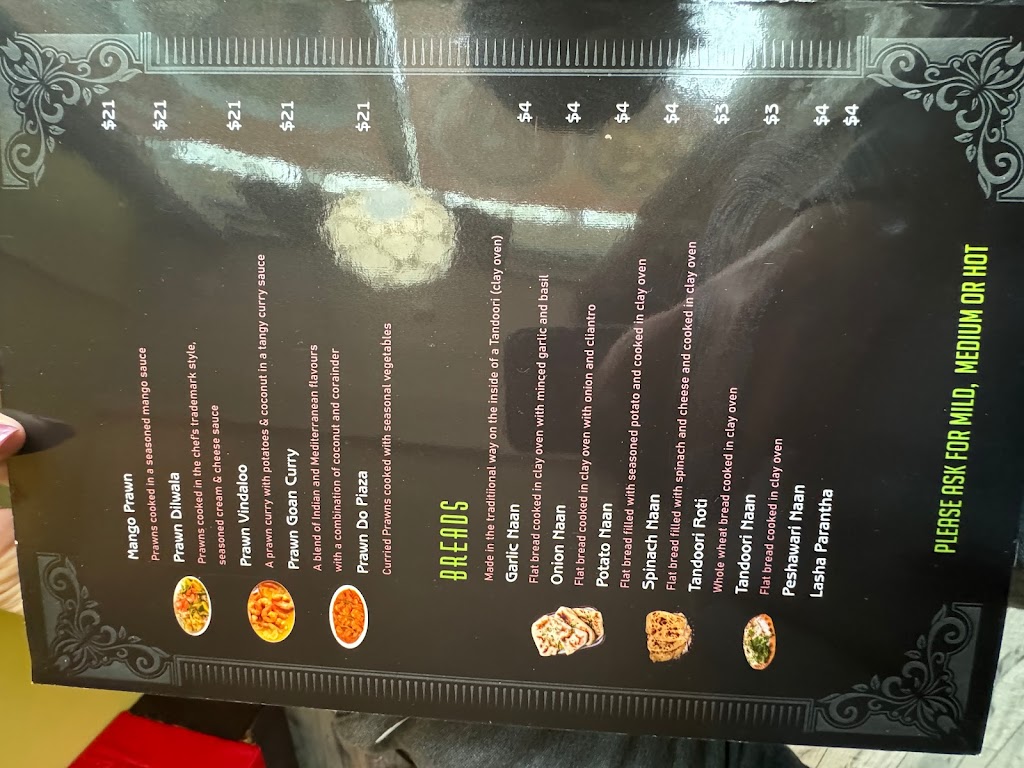 Mango Prawn $21
Prawns cooked in a seasoned mango sauce
Prawn Dilwala $21
Prawns cooked in the chef's trademark style,
seasoned cream & cheese sauce
Prawn Vindaloo $21
A prawn curry with potatoes & coconut in a tangy curry sauce
Prawn Goan Curry $21
A blend of Indian and Mediterranean flavours
with a combination of coconut and corainder
Prawn Do Piaza $21
Curried Prawns cooked with seasonal vegetables
BREADS
Made in the traditiional way on the inside of a Tandoori (clay oven)
Garlic Naan $4
Flat bread cooked in clay oven with minced garlic and basil
Onion Naan $4
Flat bread cooked in clay oven with onion and cilantro
Potato Naan $4
Flat bread filled with seasoned potato and cooked in clay oven
Spinach Naan $4
Flat bread filled with spinach and cheese and cooked in clay oven
Tandoori Roti $3
Whole wheat bread cooked in clay oven
Tandoori Naan $3
Flat bread cooked in clay oven
Peshawari Naan $4
Lasha Parantha $4
PLEASE ASK FOR MILD, MEDIUM OR HOT